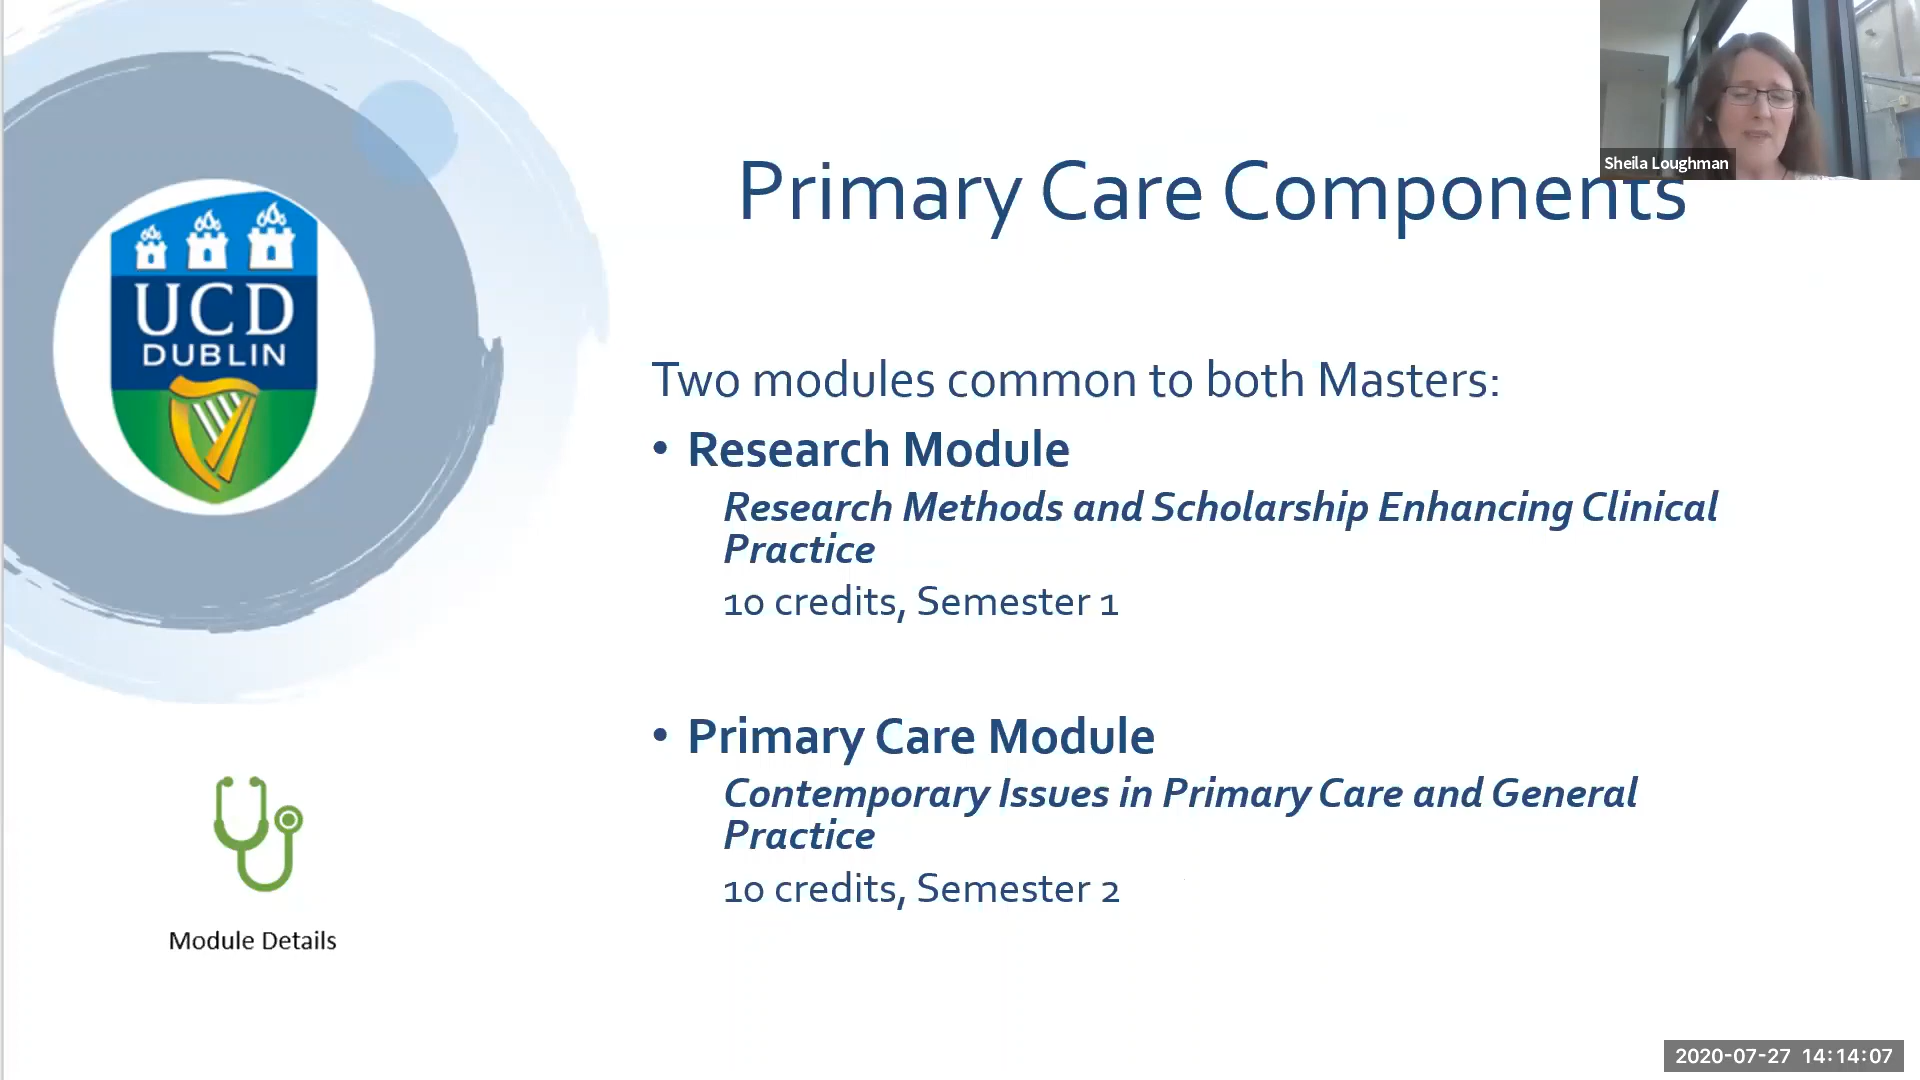 Sheila Loughman
Primary Care Components
UCD
DUBLIN
Two modules common to both Masters:
• Research Module
Research Methods and Scholarship Enhancing Clinical
Practice
10 credits, Semester 1
• Primary Care Module
Contemporary Issues in Primary Care and General
Practice
10 credits, Semester 2
Module Details
2020-07-27 14:14:07